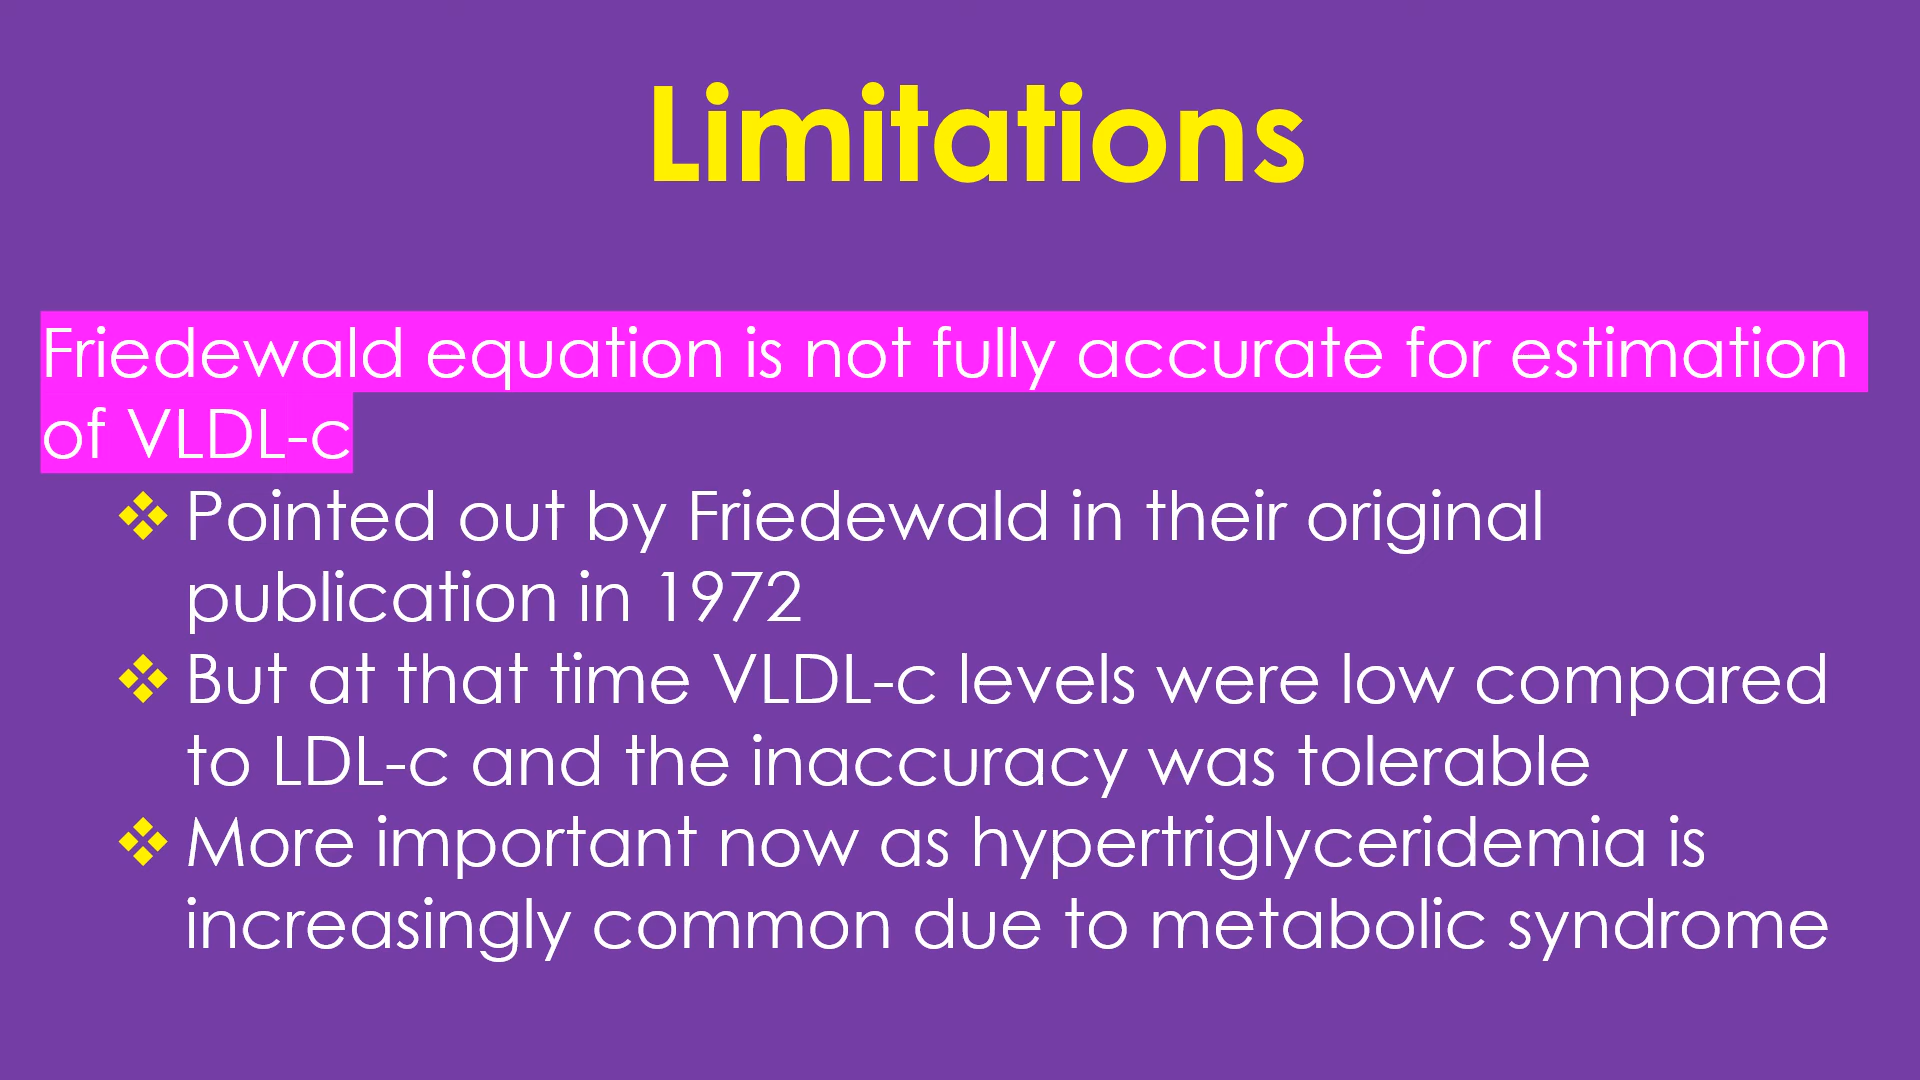 Limitations
Friedewald equation is not fully accurate for estimation
of VLDL-c
❖ Pointed out by Friedewald in their original
publication in 1972
❖ But at that time VLDL-c levels were low compared
to LDL-c and the inaccuracy was tolerable
❖ More important now as hypertriglyceridemia is
increasingly common due to metabolic syndrome